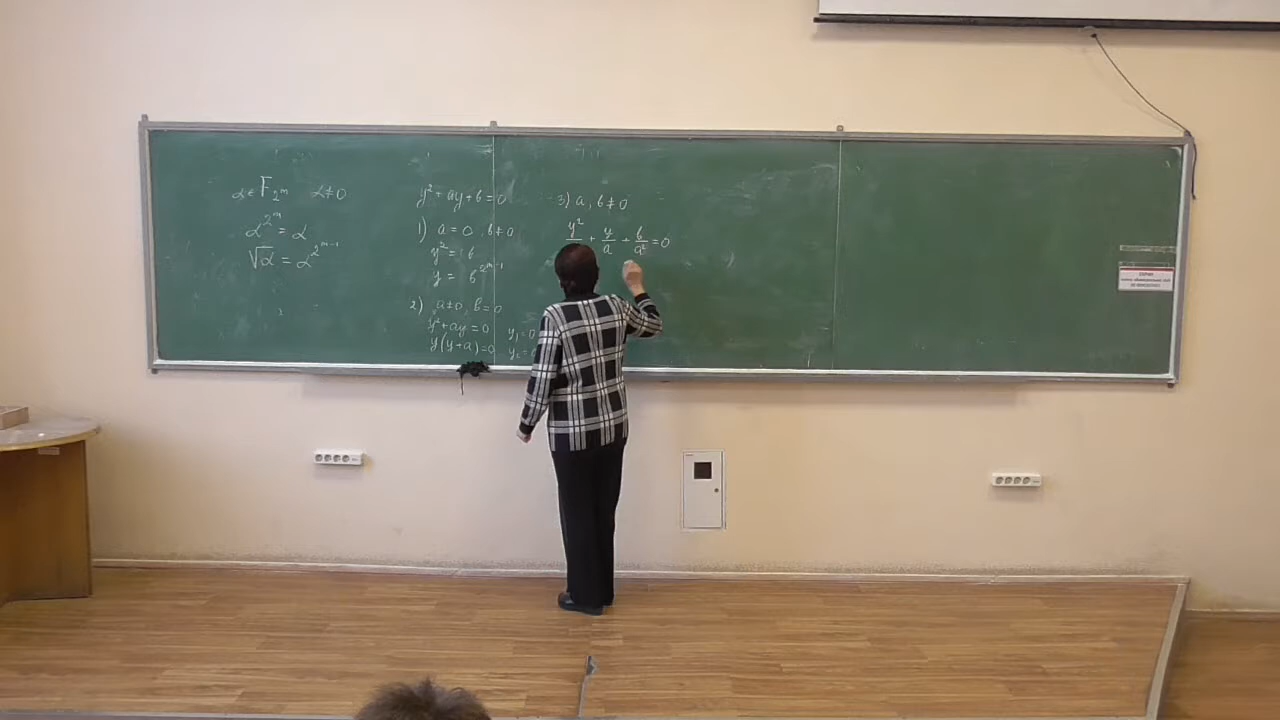 α ∈ F_{2^m} α ≠ 0
α^{2^m} = α
√α = α^{2^{m-1}}
y² + ay + b = 0
1) a = 0, b ≠ 0
y² = b
y = b^{2^{m-1}}
2) a ≠ 0, b = 0
y² + ay = 0
y(y + a) = 0
y₁ = 0
y₂ =
3) a, b ≠ 0
y² + y/a + b/a² = 0